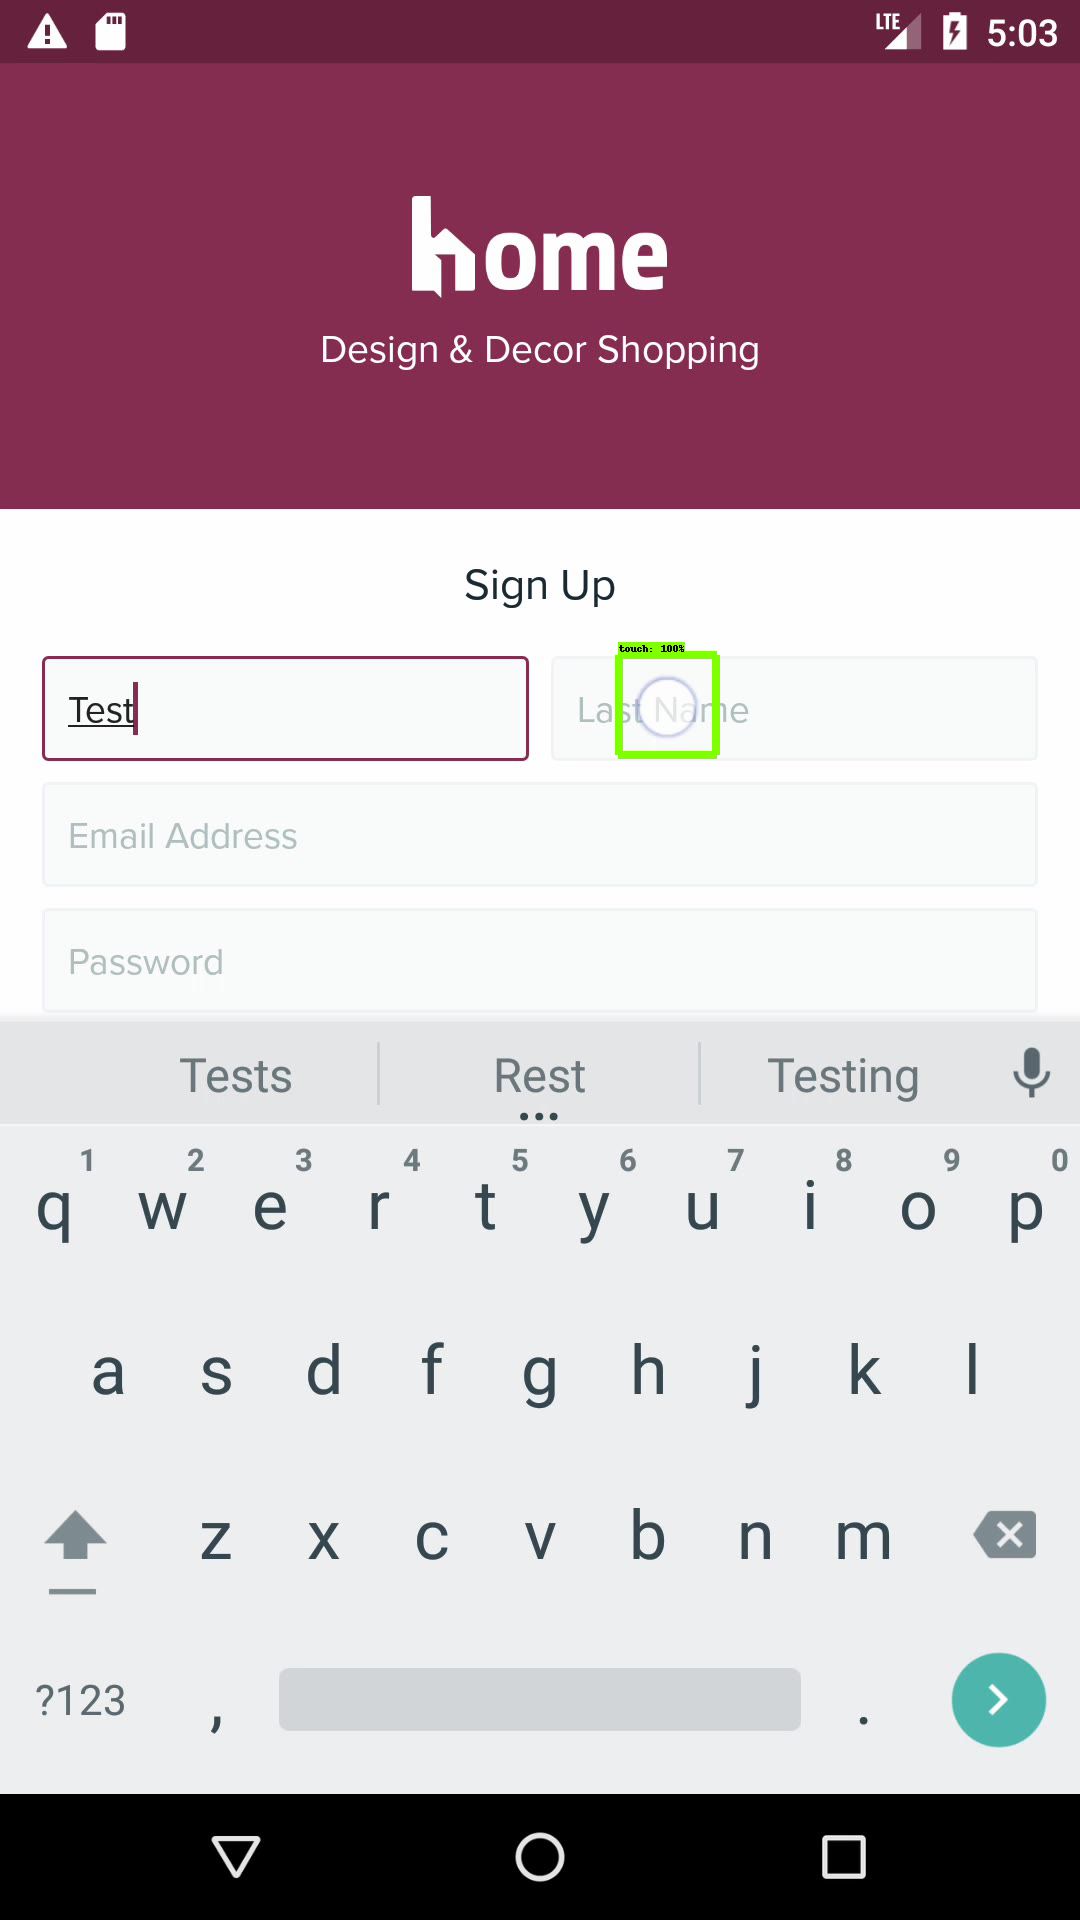 LTE 5:03
home
Design & Decor Shopping
Sign Up
touch: 100%
Test Last Name
Email Address
Password
Tests Rest Testing
1 2 3 4 5 6 7 8 9 0
q w e r t y u i o p
a s d f g h j k l
z x c v b n m
?123 , .